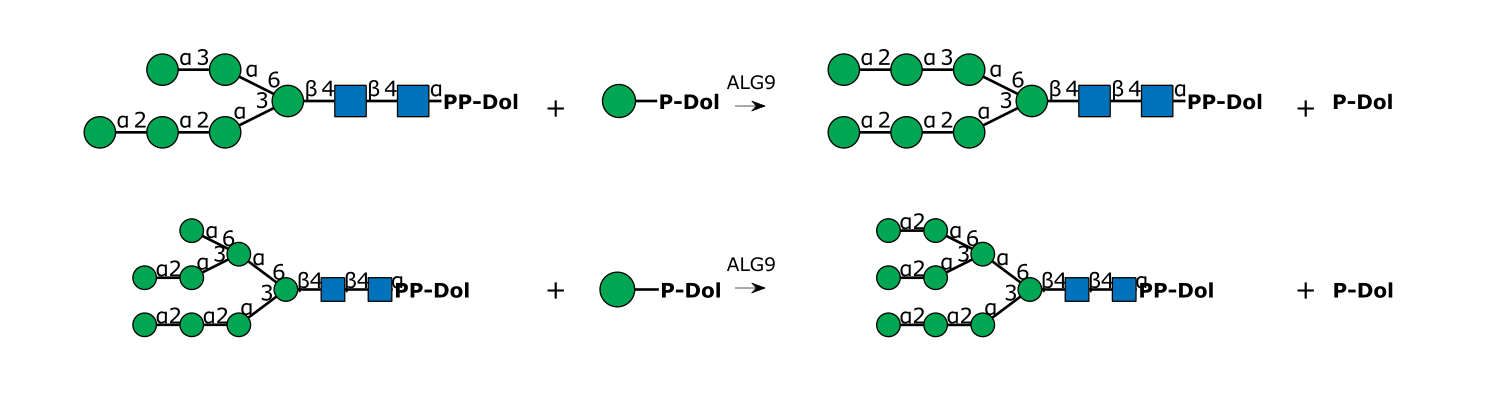 α 3 α
6
α 2 α 2 α
3 β 4 β 4 α PP-Dol + P-Dol ALG9
α 2 α 3 α
6
α 2 α 2 α
3 β 4 β 4 α PP-Dol + P-Dol
α 6
α2 α 3 α
6
α2 α2 α
3 β4 β4 α PP-Dol + P-Dol ALG9
α2 α 6
α2 α 3 α
6
α2 α2 α
3 β4 β4 α PP-Dol + P-Dol